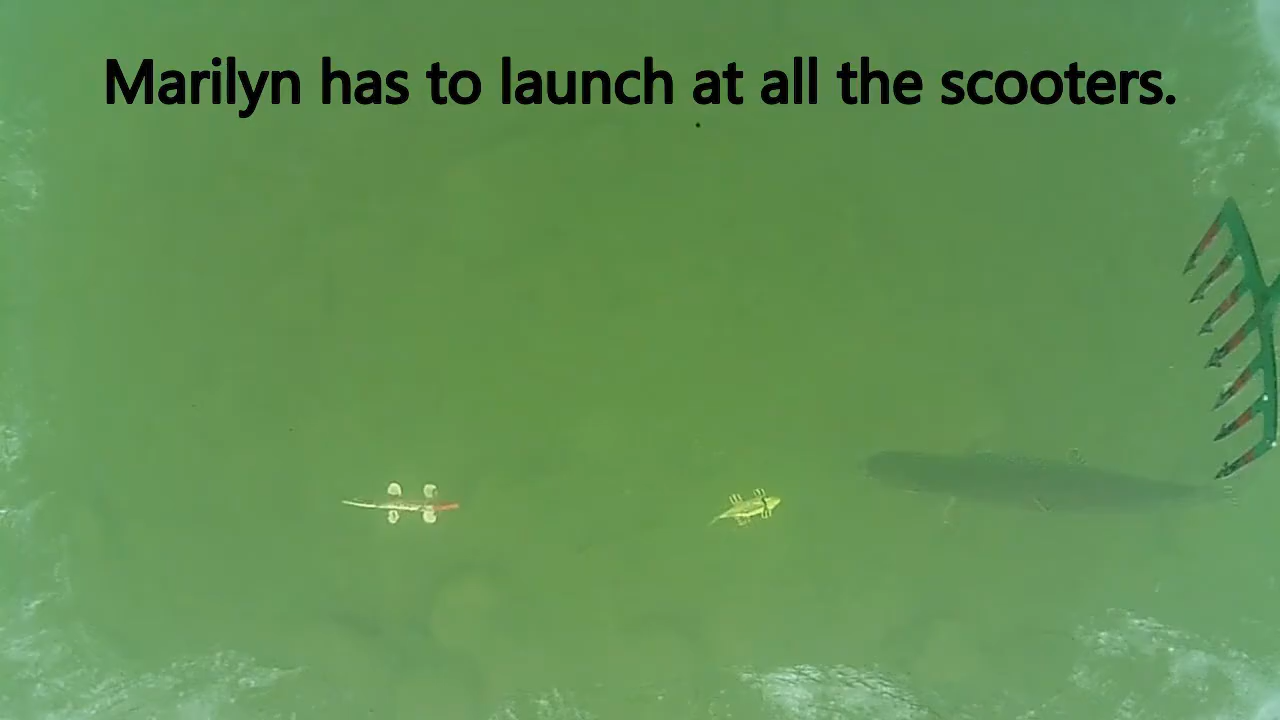 Marilyn has to launch at all the scooters.